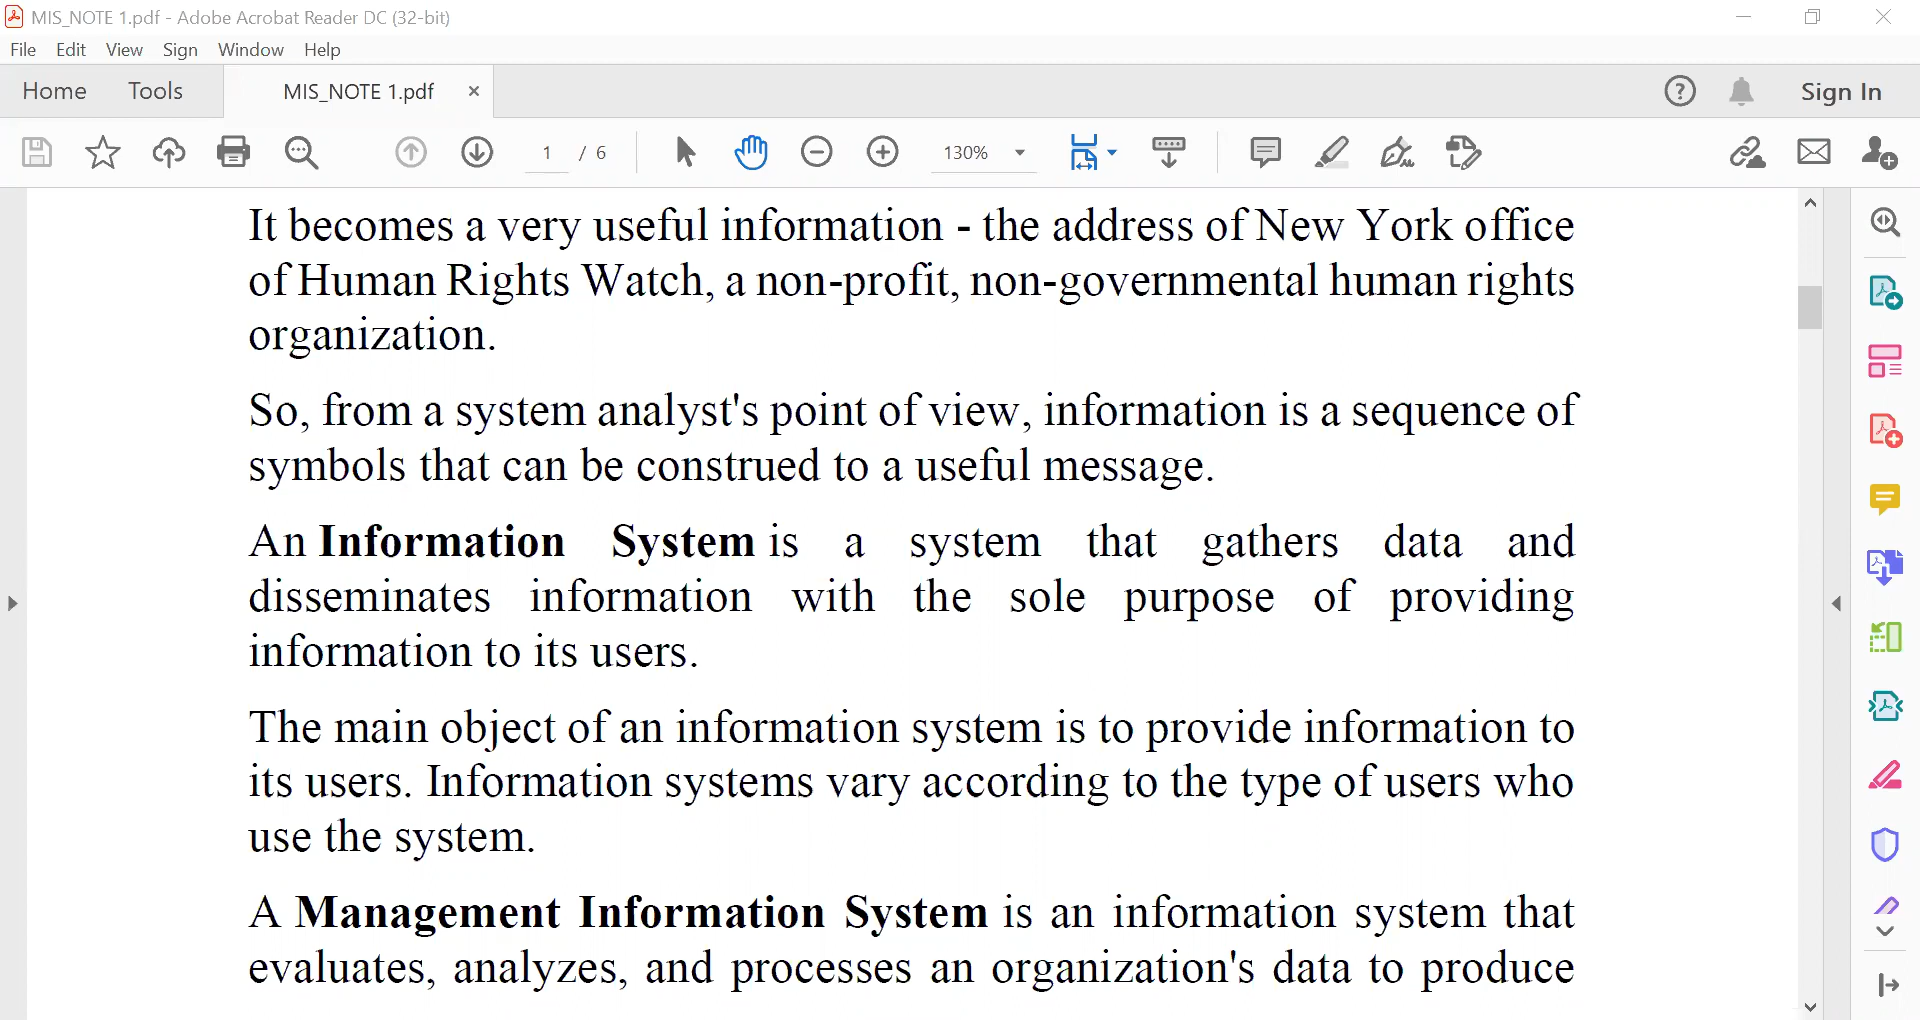 MIS_NOTE 1.pdf - Adobe Acrobat Reader DC (32-bit)
File Edit View Sign Window Help
Home Tools MIS_NOTE 1.pdf Sign In
1 / 6 130%
It becomes a very useful information - the address of New York office
of Human Rights Watch, a non-profit, non-governmental human rights
organization.
So, from a system analyst's point of view, information is a sequence of
symbols that can be construed to a useful message.
An Information System is a system that gathers data and
disseminates information with the sole purpose of providing
information to its users.
The main object of an information system is to provide information to
its users. Information systems vary according to the type of users who
use the system.
A Management Information System is an information system that
evaluates, analyzes, and processes an organization's data to produce